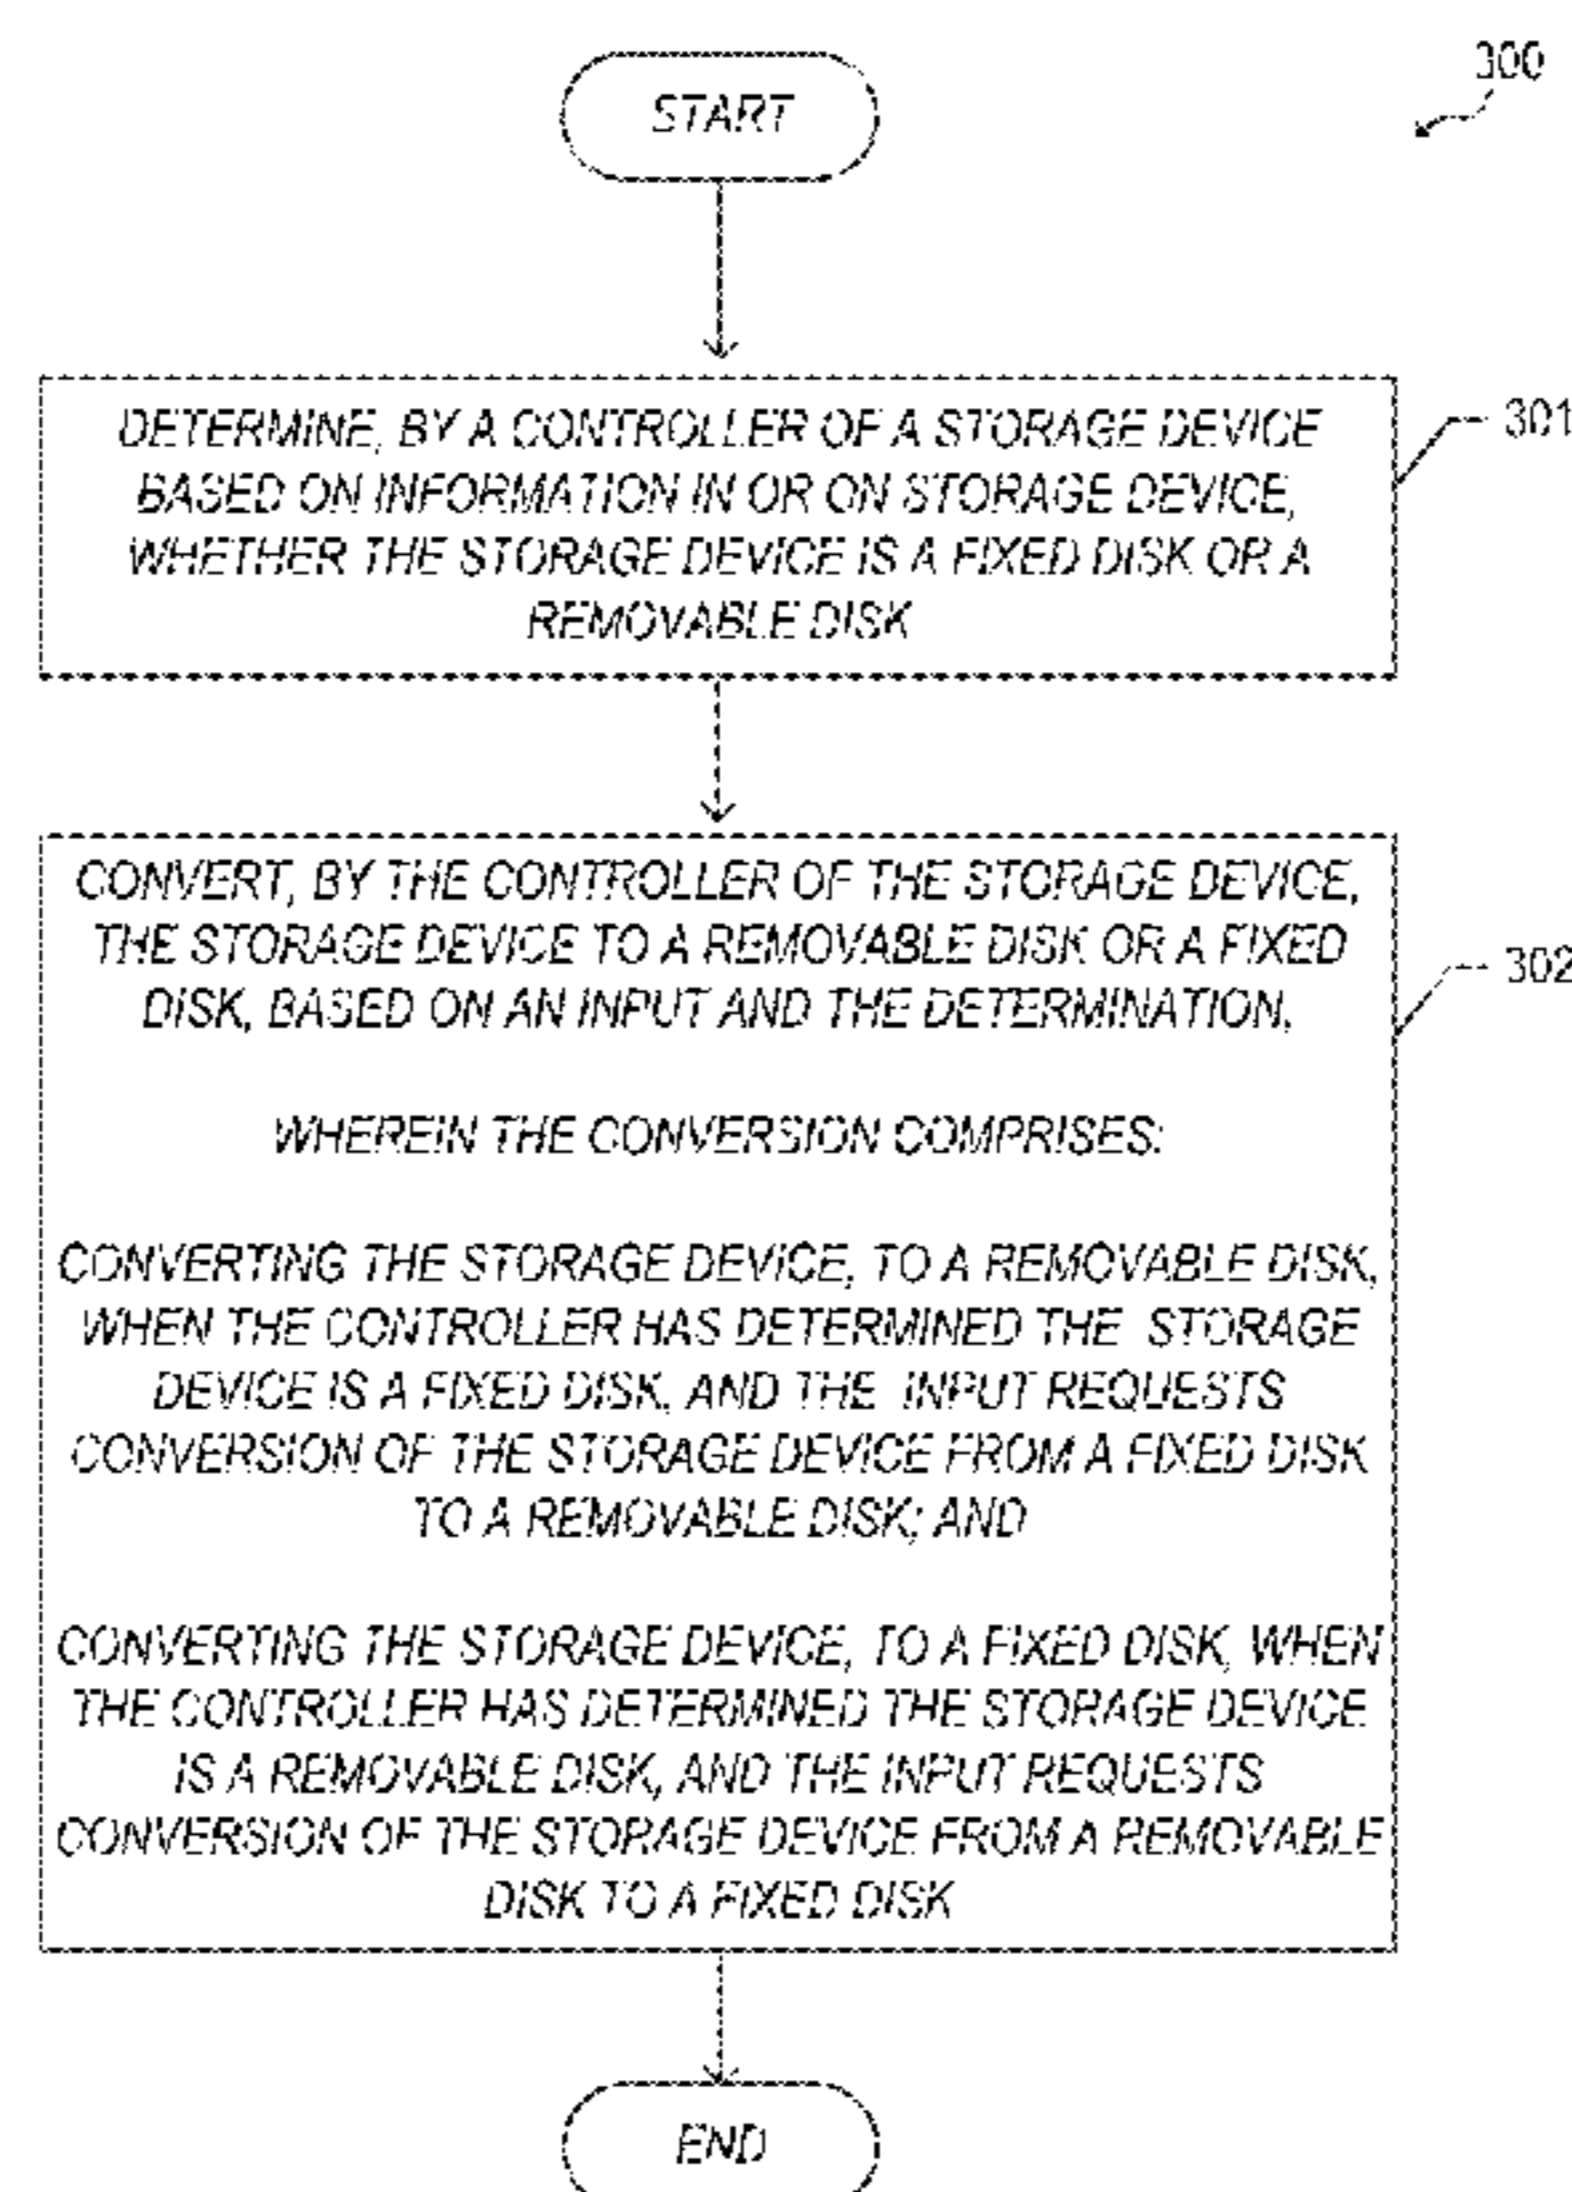 300
START
DETERMINE, BY A CONTROLLER OF A STORAGE DEVICE
BASED ON INFORMATION IN OR ON STORAGE DEVICE,
WHETHER THE STORAGE DEVICE IS A FIXED DISK OR A
REMOVABLE DISK
301
CONVERT, BY THE CONTROLLER OF THE STORAGE DEVICE,
THE STORAGE DEVICE TO A REMOVABLE DISK OR A FIXED
DISK, BASED ON AN INPUT AND THE DETERMINATION,
302
WHEREIN THE CONVERSION COMPRISES:
CONVERTING THE STORAGE DEVICE, TO A REMOVABLE DISK,
WHEN THE CONTROLLER HAS DETERMINED THE STORAGE
DEVICE IS A FIXED DISK, AND THE INPUT REQUESTS
CONVERSION OF THE STORAGE DEVICE FROM A FIXED DISK
TO A REMOVABLE DISK; AND
CONVERTING THE STORAGE DEVICE, TO A FIXED DISK, WHEN
THE CONTROLLER HAS DETERMINED THE STORAGE DEVICE
IS A REMOVABLE DISK, AND THE INPUT REQUESTS
CONVERSION OF THE STORAGE DEVICE FROM A REMOVABLE
DISK TO A FIXED DISK
END